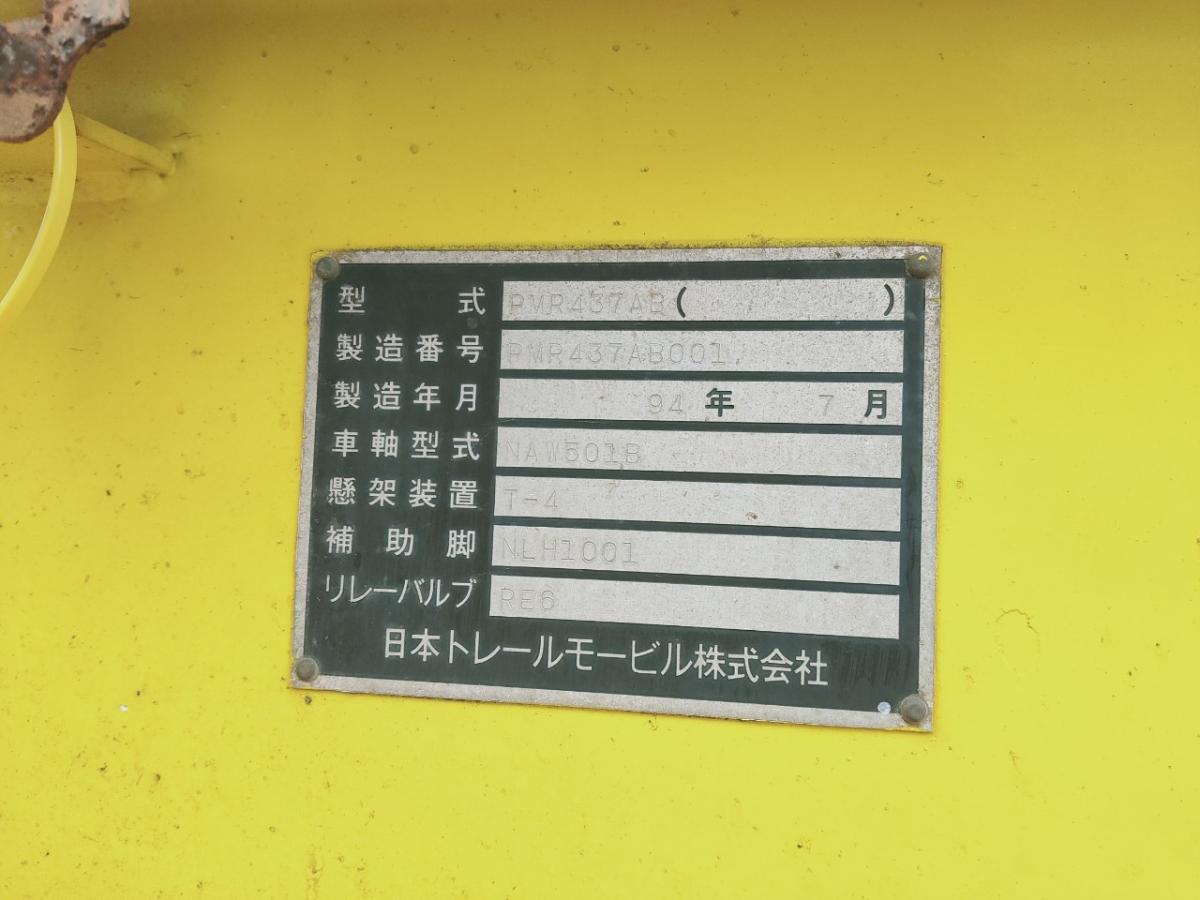 型式 PMR437AB( )
製造番号 PMR437AB001
製造年月 94年 7月
車軸型式 NAW501B
懸架装置 T-4
補助脚 NLH1001
リレーバルブ RE6
日本トレールモービル株式会社